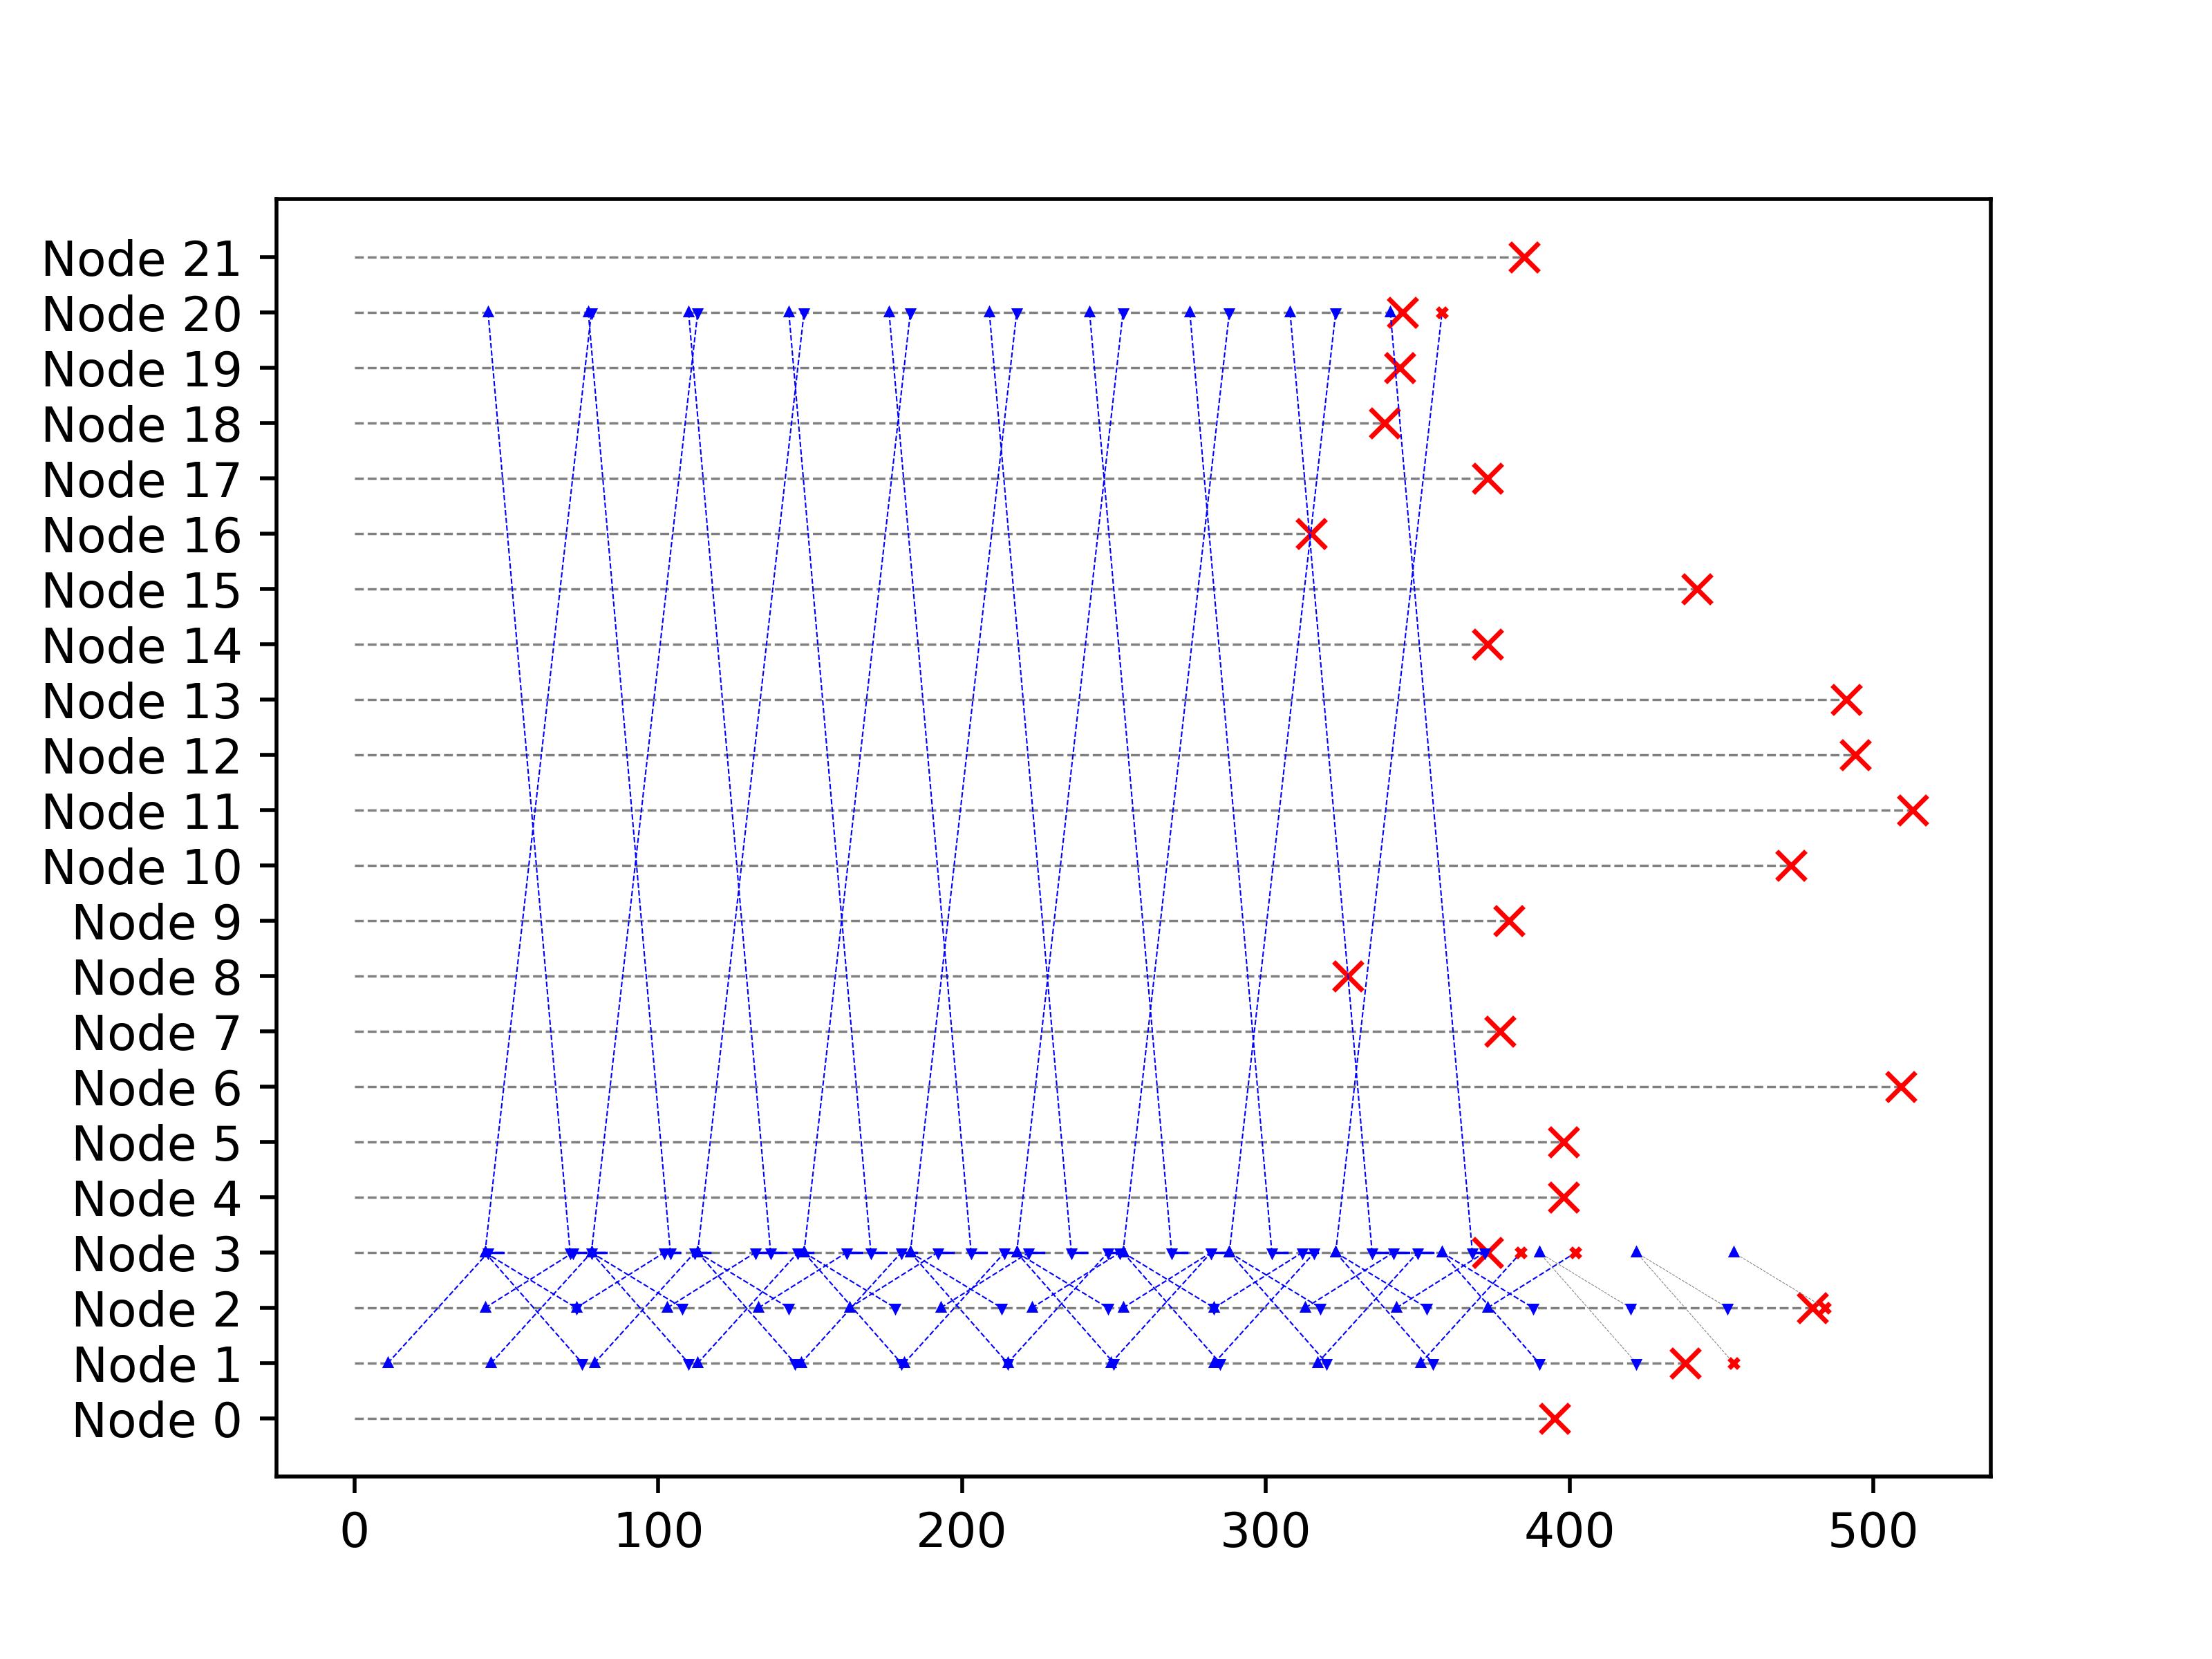 Node 21
Node 20
Node 19
Node 18
Node 17
Node 16
Node 15
Node 14
Node 13
Node 12
Node 11
Node 10
Node 9
Node 8
Node 7
Node 6
Node 5
Node 4
Node 3
Node 2
Node 1
Node 0
0 100 200 300 400 500